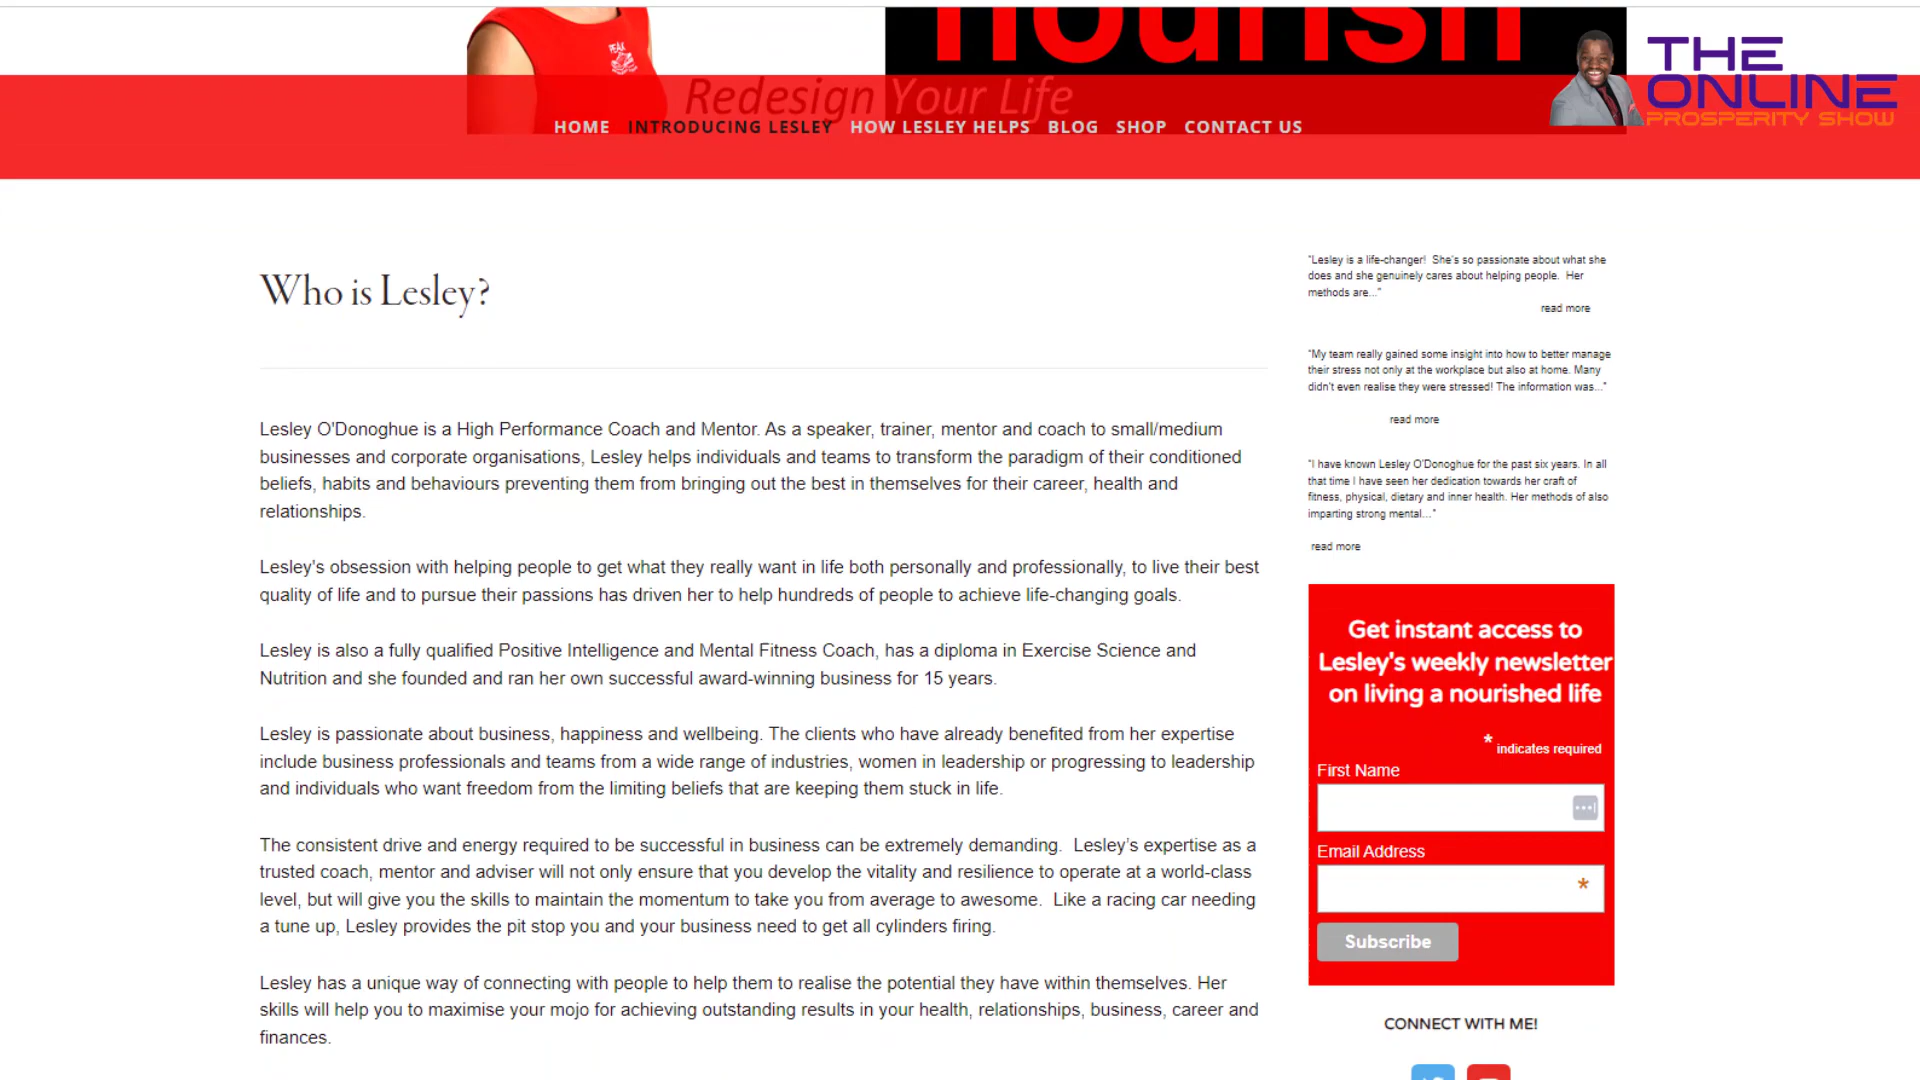 nourish
THE
ONLINE
PROSPERITY SHOW
PEAK
Redesign Your Life
HOME INTRODUCING LESLEY HOW LESLEY HELPS BLOG SHOP CONTACT US
Who is Lesley?
Lesley O'Donoghue is a High Performance Coach and Mentor. As a speaker, trainer, mentor and coach to small/medium
businesses and corporate organisations, Lesley helps individuals and teams to transform the paradigm of their conditioned
beliefs, habits and behaviours preventing them from bringing out the best in themselves for their career, health and
relationships.
Lesley's obsession with helping people to get what they really want in life both personally and professionally, to live their best
quality of life and to pursue their passions has driven her to help hundreds of people to achieve life-changing goals.
Lesley is also a fully qualified Positive Intelligence and Mental Fitness Coach, has a diploma in Exercise Science and
Nutrition and she founded and ran her own successful award-winning business for 15 years.
Lesley is passionate about business, happiness and wellbeing. The clients who have already benefited from her expertise
include business professionals and teams from a wide range of industries, women in leadership or progressing to leadership
and individuals who want freedom from the limiting beliefs that are keeping them stuck in life.
The consistent drive and energy required to be successful in business can be extremely demanding.  Lesley’s expertise as a
trusted coach, mentor and adviser will not only ensure that you develop the vitality and resilience to operate at a world-class
level, but will give you the skills to maintain the momentum to take you from average to awesome.  Like a racing car needing
a tune up, Lesley provides the pit stop you and your business need to get all cylinders firing.
Lesley has a unique way of connecting with people to help them to realise the potential they have within themselves. Her
skills will help you to maximise your mojo for achieving outstanding results in your health, relationships, business, career and
finances.
"Lesley is a life-changer!  She's so passionate about what she
does and she genuinely cares about helping people.  Her
methods are..."
read more
"My team really gained some insight into how to better manage
their stress not only at the workplace but also at home. Many
didn't even realise they were stressed! The information was..."
read more
"I have known Lesley O'Donoghue for the past six years. In all
that time I have seen her dedication towards her craft of
fitness, physical, dietary and inner health. Her methods of also
imparting strong mental..."
read more
Get instant access to
Lesley's weekly newsletter
on living a nourished life
* indicates required
First Name
Email Address
*
Subscribe
CONNECT WITH ME!